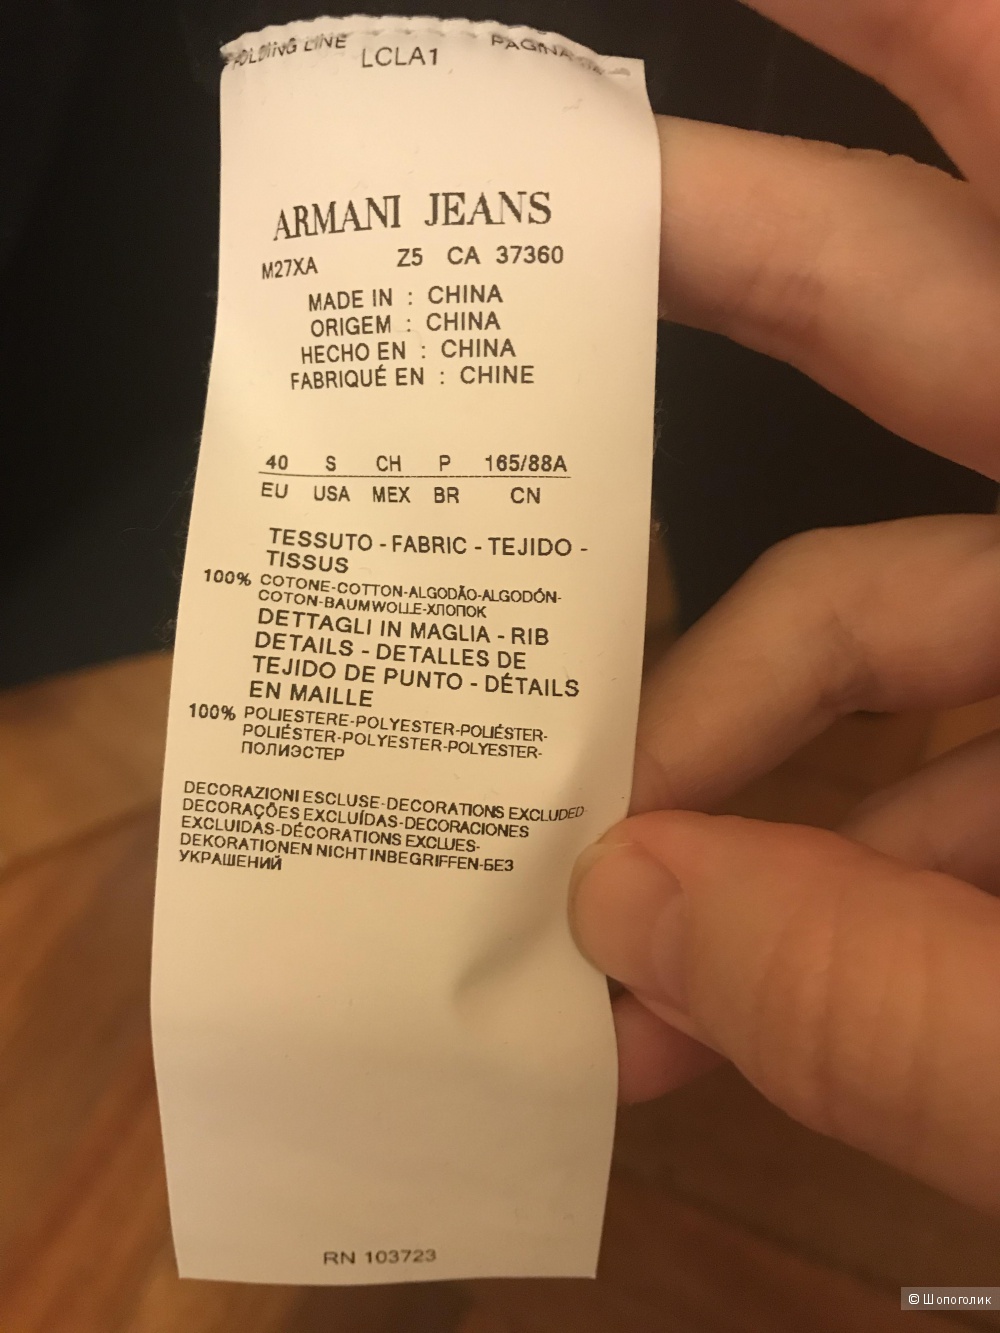 FOLDING LINE LCLA1 PAGINA
ARMANI JEANS
M27XA Z5 CA 37360
MADE IN : CHINA
ORIGEM : CHINA
HECHO EN : CHINA
FABRIQUÉ EN : CHINE
40 S CH P 165/88A
EU USA MEX BR CN
TESSUTO - FABRIC - TEJIDO -
TISSUS
100% COTONE-COTTON-ALGODÃO-ALGODÓN-
COTON-BAUMWOLLE-ХЛОПОК
DETTAGLI IN MAGLIA - RIB
DETAILS - DETALLES DE
TEJIDO DE PUNTO - DÉTAILS
EN MAILLE
100% POLIESTERE-POLYESTER-POLIÉSTER-
POLIÉSTER-POLYESTER-POLYESTER-
ПОЛИЭСТЕР
DECORAZIONI ESCLUSE-DECORATIONS EXCLUDED-
DECORAÇÕES EXCLUÍDAS-DECORACIONES
EXCLUIDAS-DÉCORATIONS EXCLUES-
DEKORATIONEN NICHT INBEGRIFFEN-БЕЗ
УКРАШЕНИЙ
RN 103723
© Шопоголик